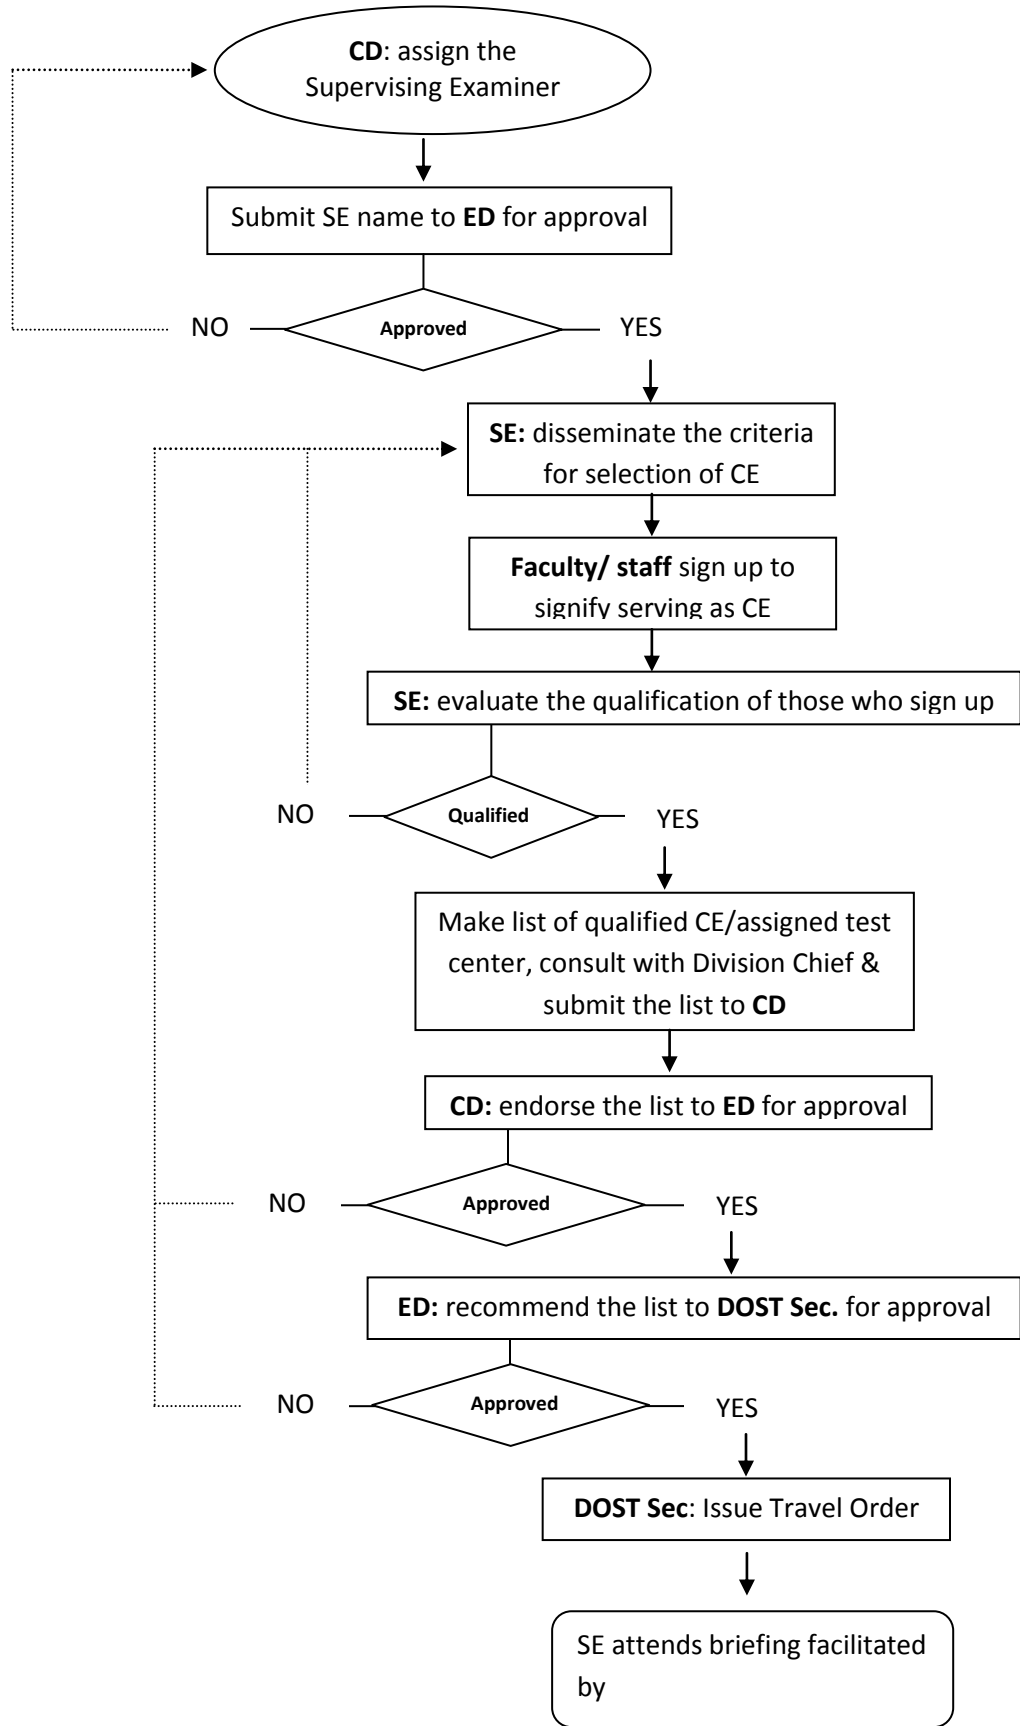 CD: assign the
Supervising Examiner
Submit SE name to ED for approval
NO
Approved
YES
SE: disseminate the criteria
for selection of CE
Faculty/ staff sign up to
signify serving as CE
SE: evaluate the qualification of those who sign up
NO
Qualified
YES
Make list of qualified CE/assigned test
center, consult with Division Chief &
submit the list to CD
CD: endorse the list to ED for approval
NO
Approved
YES
ED: recommend the list to DOST Sec. for approval
NO
Approved
YES
DOST Sec: Issue Travel Order
SE attends briefing facilitated
by